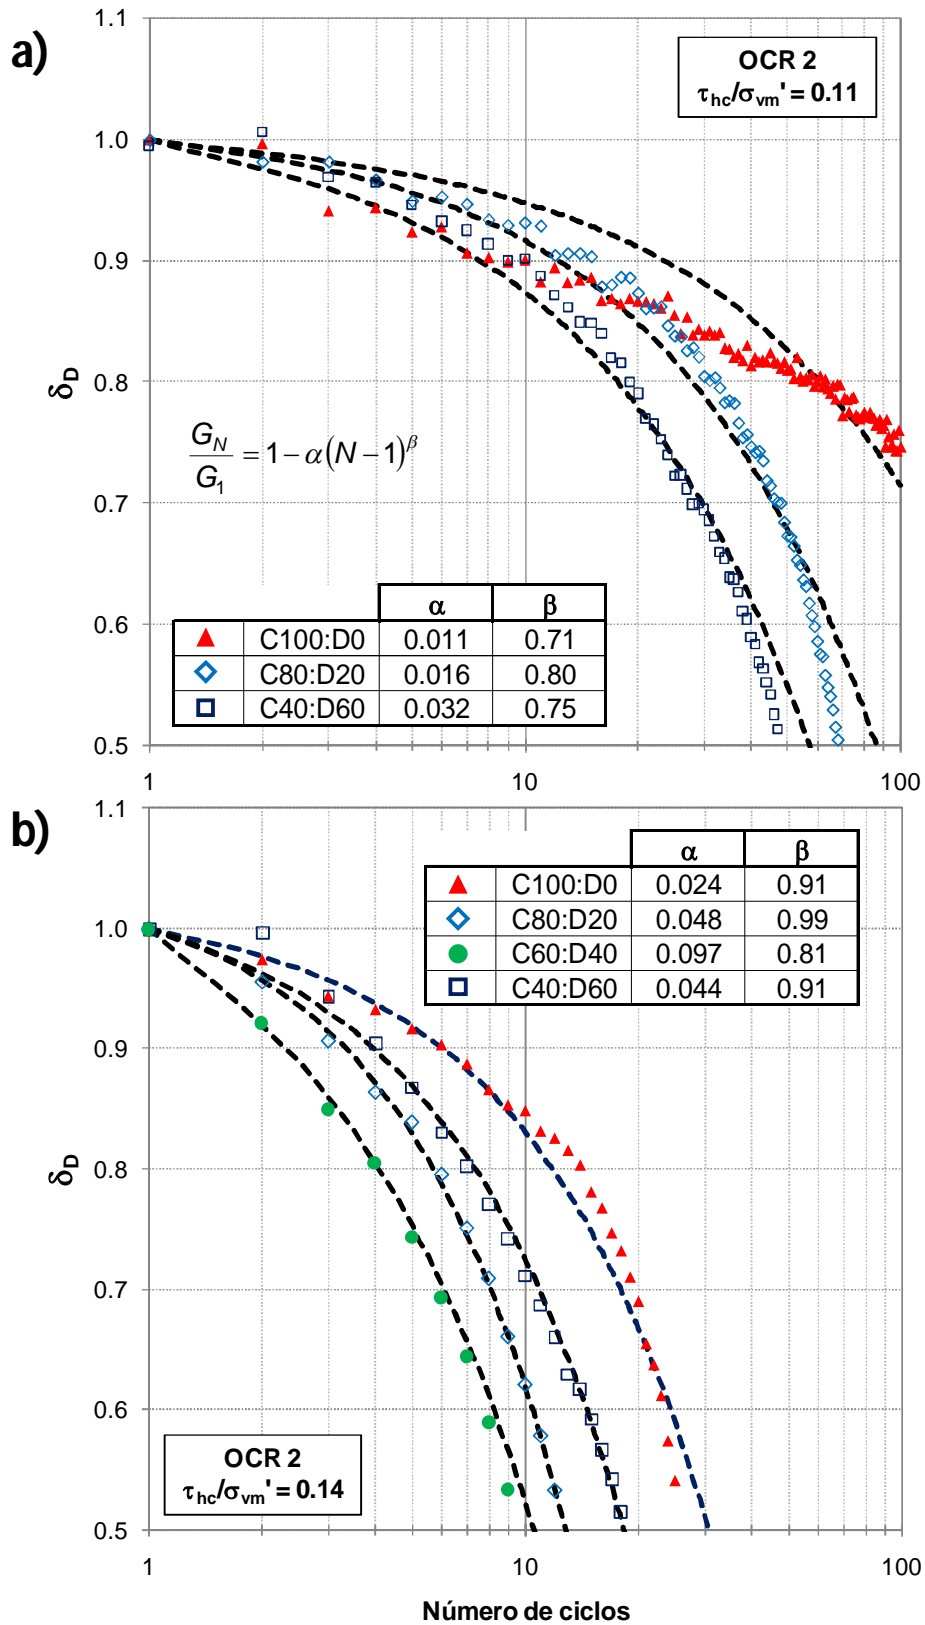 a)
1.1
1.0
0.9
0.8
0.7
0.6
0.5
δD
OCR 2
τhc/σvm' = 0.11
GN/G1 = 1 − α(N − 1)^β
α β
C100:D0 0.011 0.71
C80:D20 0.016 0.80
C40:D60 0.032 0.75
1 10 100
b)
1.1
1.0
0.9
0.8
0.7
0.6
0.5
δD
α β
C100:D0 0.024 0.91
C80:D20 0.048 0.99
C60:D40 0.097 0.81
C40:D60 0.044 0.91
OCR 2
τhc/σvm' = 0.14
1 10 100
Número de ciclos